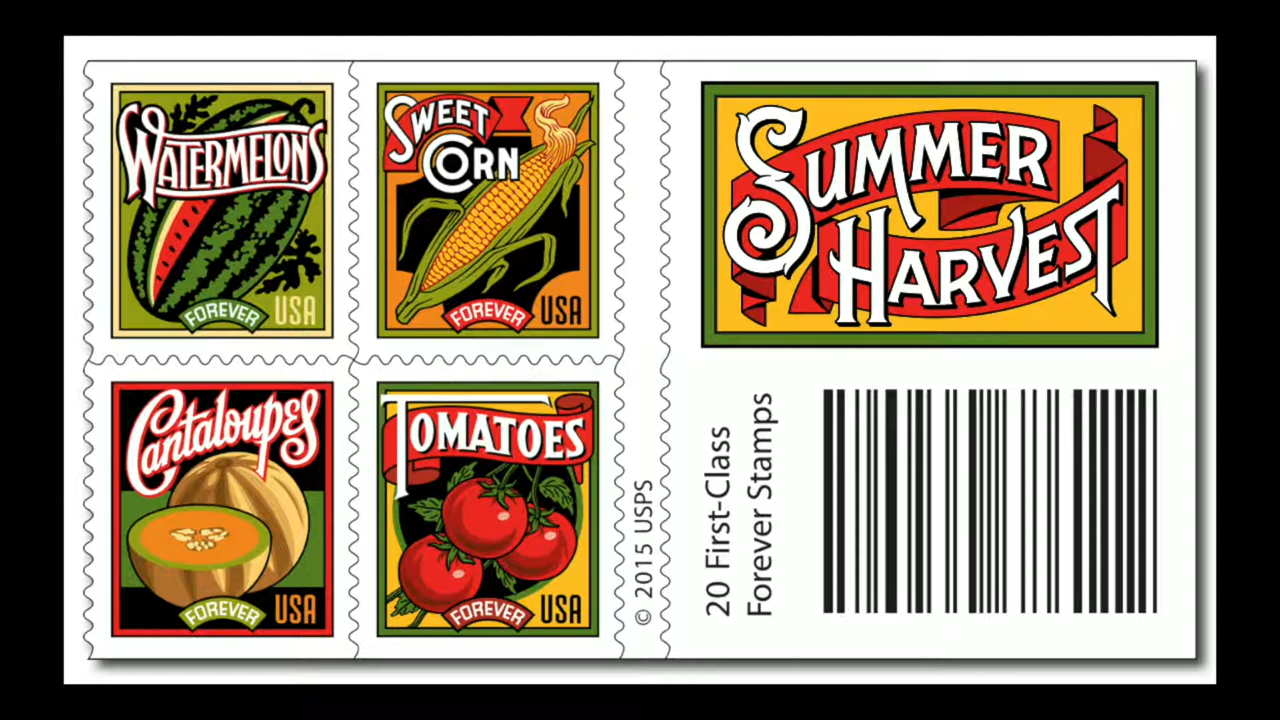 WATERMELONS
FOREVER USA
SWEET
CORN
FOREVER USA
Cantaloupes
FOREVER USA
TOMATOES
FOREVER USA
© 2015 USPS
SUMMER
HARVEST
20 First-Class
Forever Stamps